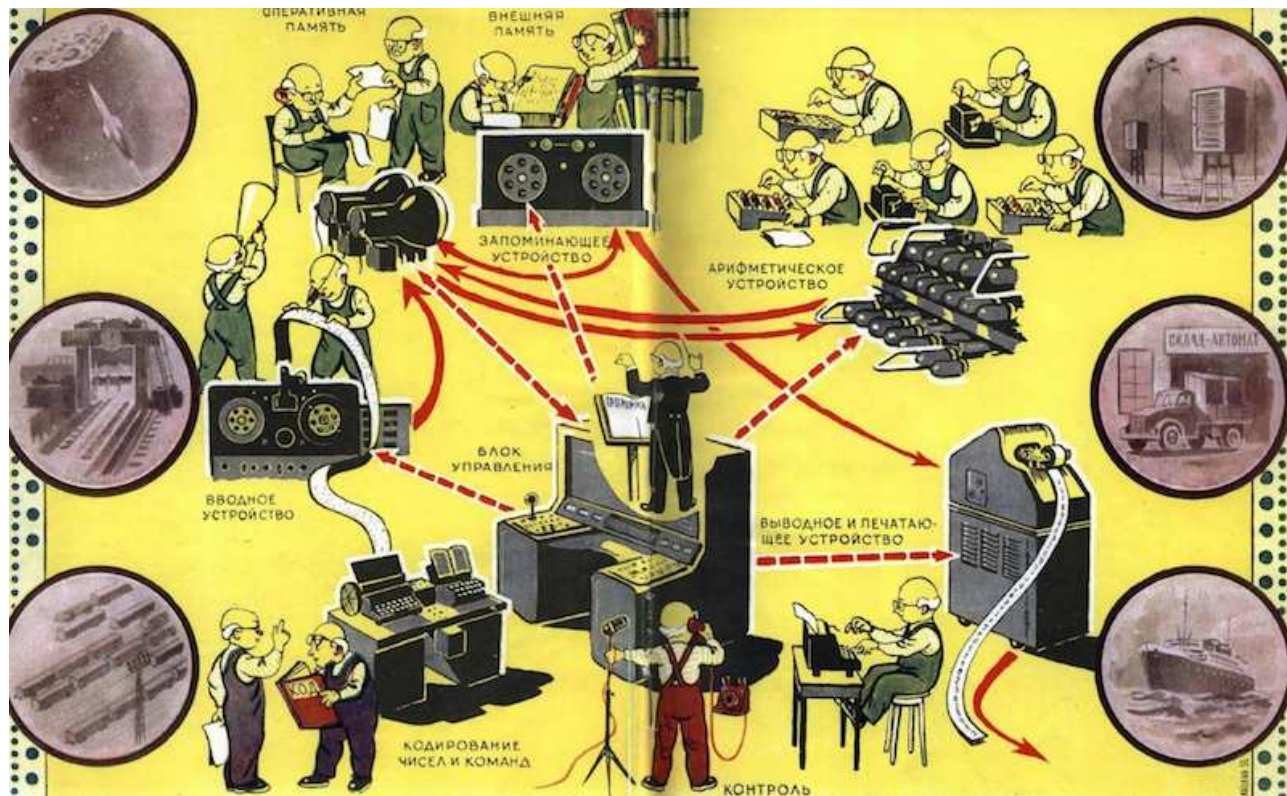 ОПЕРАТИВНАЯ
ПАМЯТЬ
ВНЕШНЯЯ
ПАМЯТЬ
ЗАПОМИНАЮЩЕЕ
УСТРОЙСТВО
АРИФМЕТИЧЕСКОЕ
УСТРОЙСТВО
СКЛАД-АВТОМАТ
БЛОК
УПРАВЛЕНИЯ
ВВОДНОЕ
УСТРОЙСТВО
ВЫВОДНОЕ И ПЕЧАТАЮ-
ЩЕЕ УСТРОЙСТВО
КОД
КОДИРОВАНИЕ
ЧИСЕЛ И КОМАНД
КОНТРОЛЬ